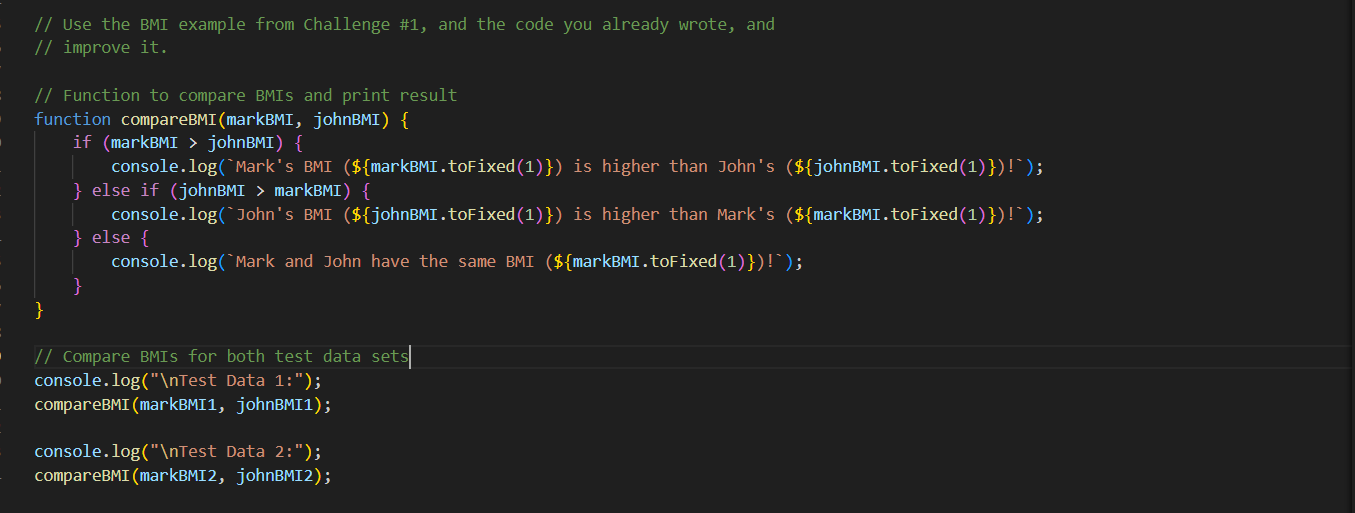 // Use the BMI example from Challenge #1, and the code you already wrote, and
// improve it.
// Function to compare BMIs and print result
function compareBMI(markBMI, johnBMI) {
    if (markBMI > johnBMI) {
        console.log(`Mark's BMI (${markBMI.toFixed(1)}) is higher than John's (${johnBMI.toFixed(1)})!`);
    } else if (johnBMI > markBMI) {
        console.log(`John's BMI (${johnBMI.toFixed(1)}) is higher than Mark's (${markBMI.toFixed(1)})!`);
    } else {
        console.log(`Mark and John have the same BMI (${markBMI.toFixed(1)})!`);
    }
}
// Compare BMIs for both test data sets
console.log("\nTest Data 1:");
compareBMI(markBMI1, johnBMI1);
console.log("\nTest Data 2:");
compareBMI(markBMI2, johnBMI2);